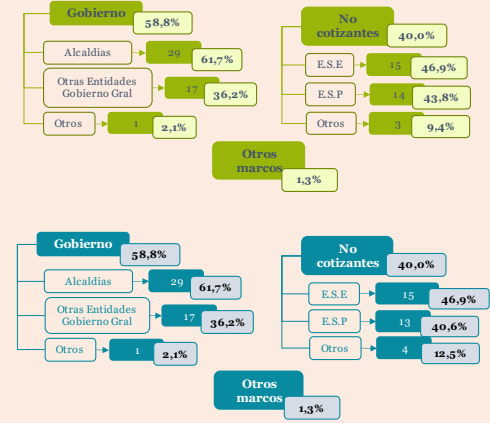 Gobierno
58,8%
Alcaldias
29
61,7%
Otras Entidades
Gobierno Gral
17
36,2%
Otros
1
2,1%
No
cotizantes
40,0%
E.S.E
15
46,9%
E.S.P
14
43,8%
Otros
3
9,4%
Otros
marcos
1,3%
Gobierno
58,8%
Alcaldias
29
61,7%
Otras Entidades
Gobierno Gral
17
36,2%
Otros
1
2,1%
No
cotizantes
40,0%
E.S.E
15
46,9%
E.S.P
13
40,6%
Otros
4
12,5%
Otros
marcos
1,3%